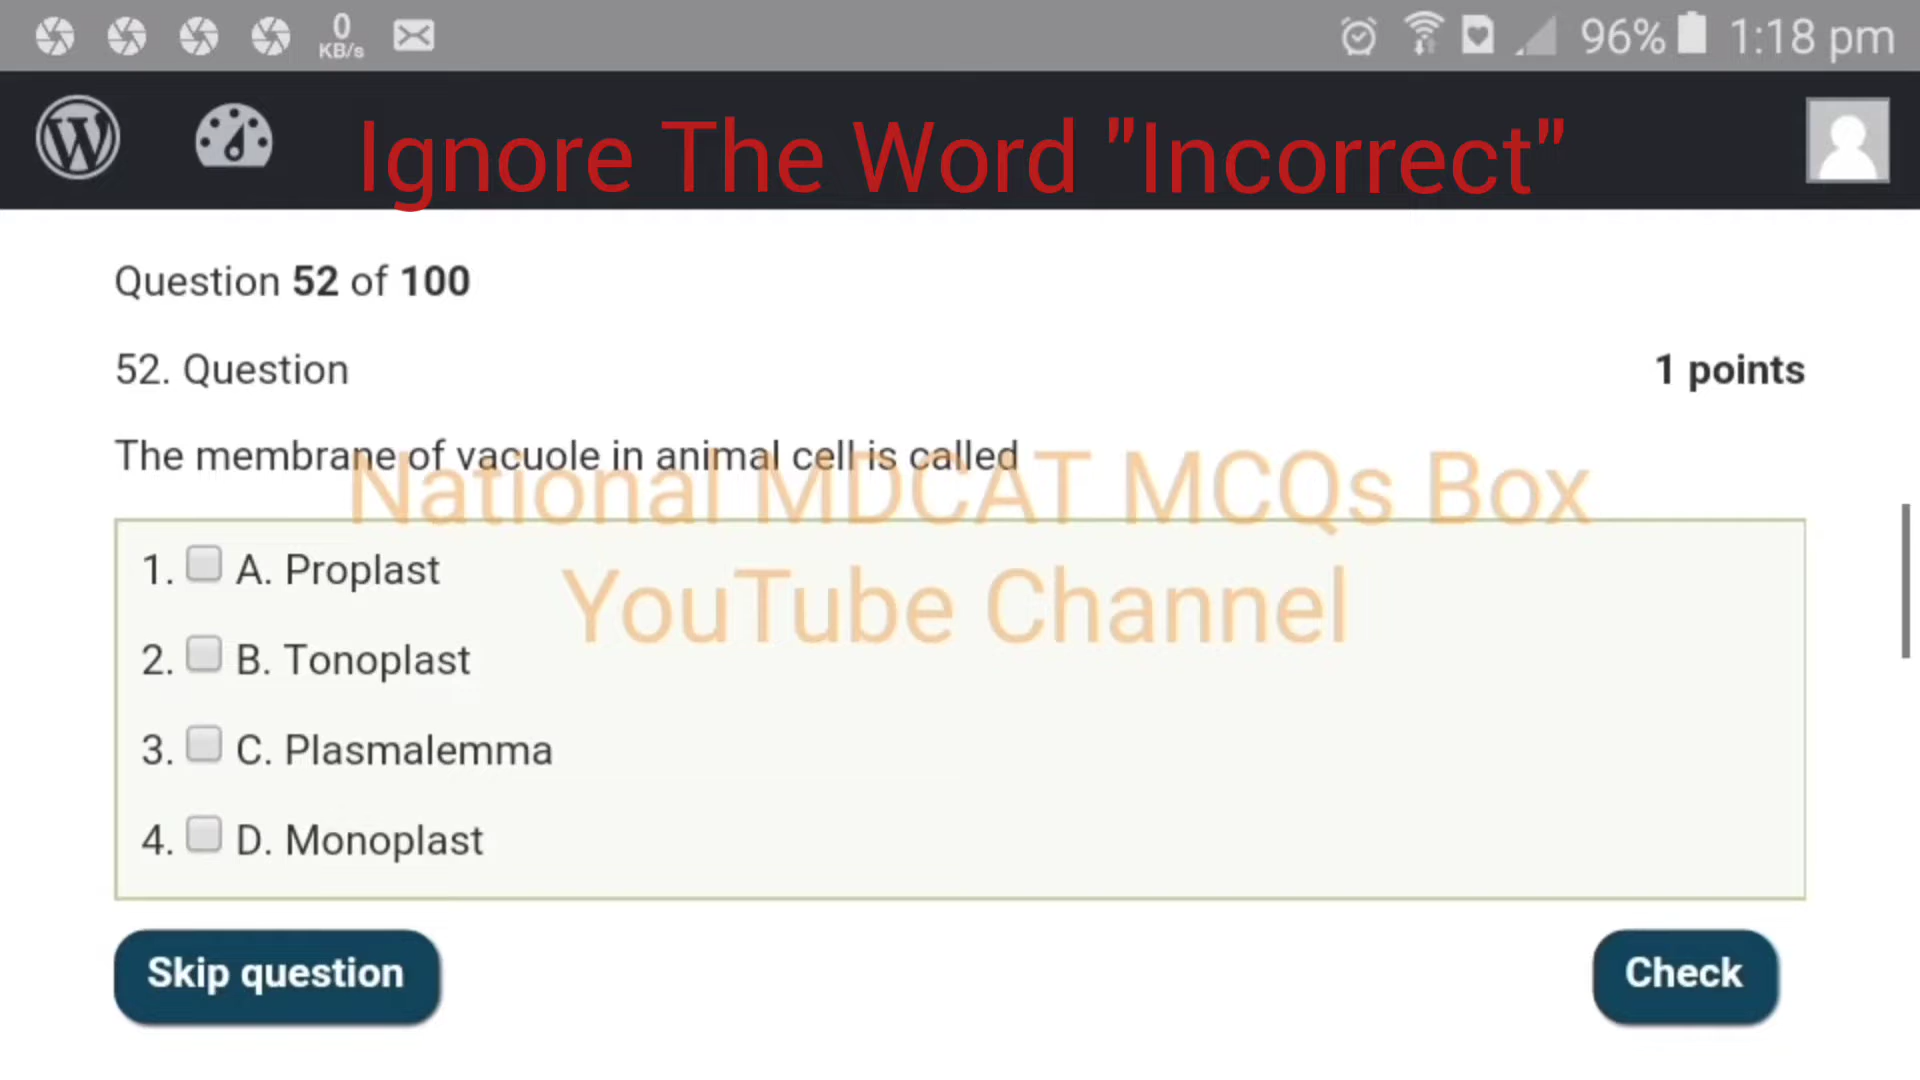 0 KB/s 96% 1:18 pm
Ignore The Word "Incorrect"
Question 52 of 100
52. Question 1 points
The membrane of vacuole in animal cell is called
National MDCAT MCQs Box
YouTube Channel
1. A. Proplast
2. B. Tonoplast
3. C. Plasmalemma
4. D. Monoplast
Skip question Check